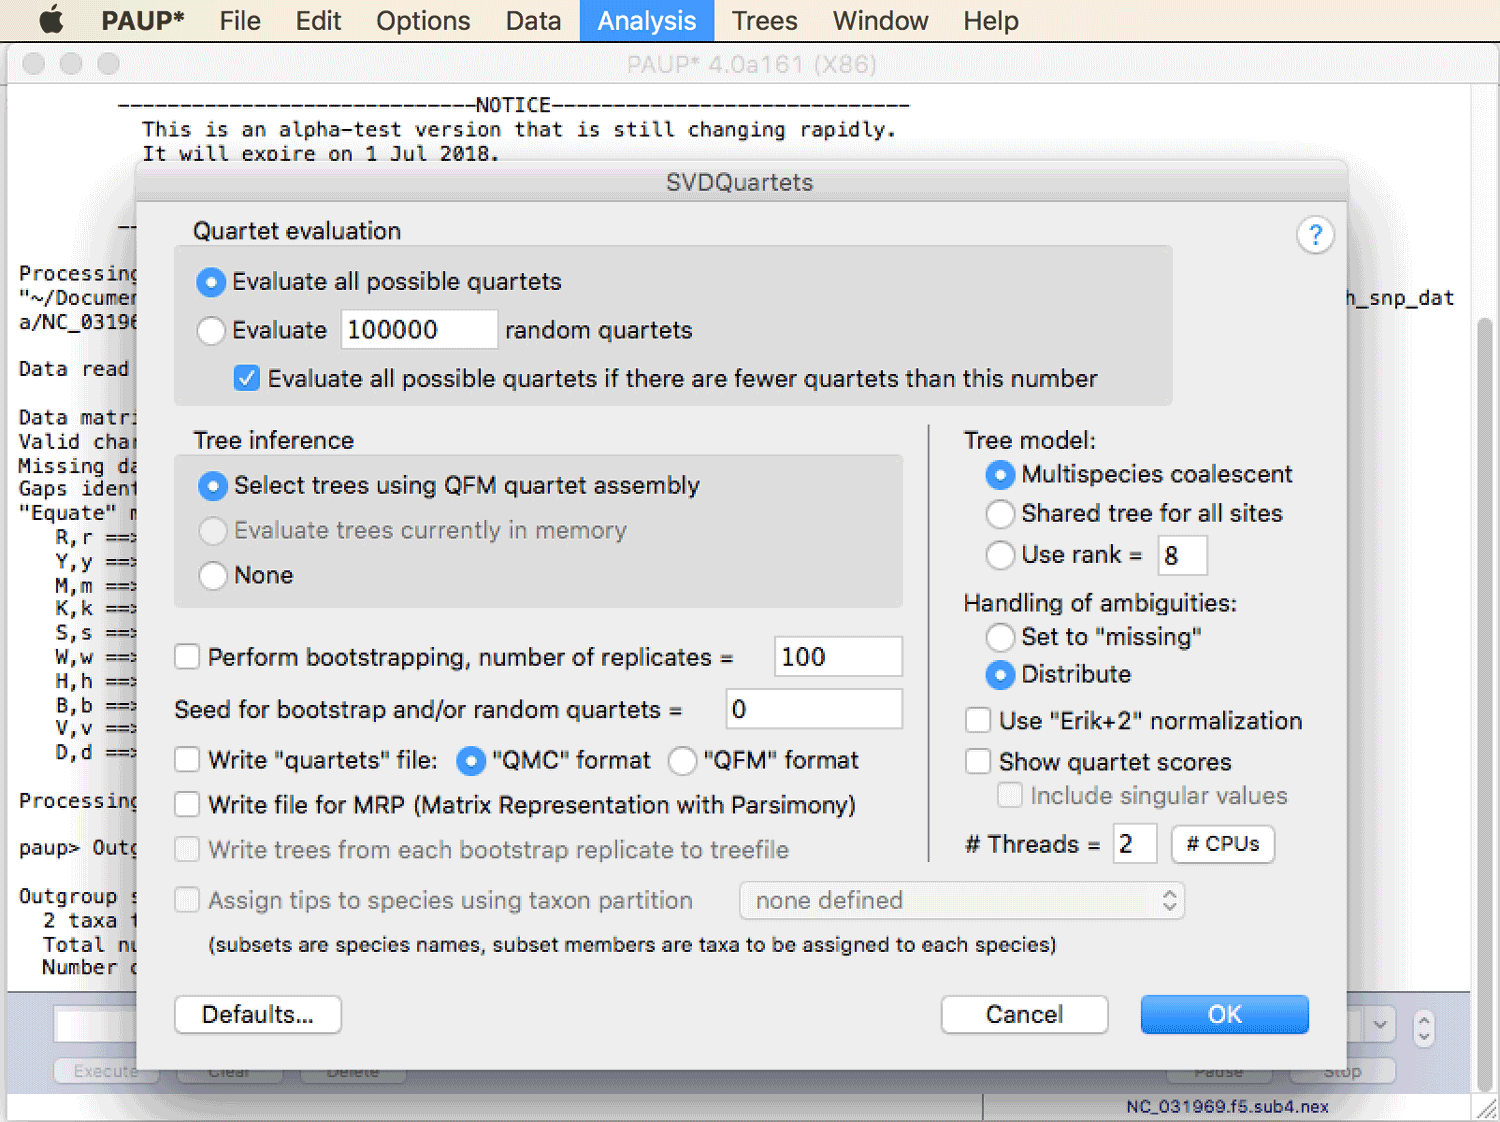 PAUP* File Edit Options Data Analysis Trees Window Help
PAUP* 4.0a161 (X86)
----------------------------NOTICE----------------------------
This is an alpha-test version that is still changing rapidly.
It will expire on 1 Jul 2018.
SVDQuartets
Quartet evaluation
?
Evaluate all possible quartets
Evaluate 100000 random quartets
Evaluate all possible quartets if there are fewer quartets than this number
Tree inference
Select trees using QFM quartet assembly
Evaluate trees currently in memory
None
Perform bootstrapping, number of replicates = 100
Seed for bootstrap and/or random quartets = 0
Write "quartets" file: "QMC" format "QFM" format
Write file for MRP (Matrix Representation with Parsimony)
Write trees from each bootstrap replicate to treefile
Assign tips to species using taxon partition none defined
(subsets are species names, subset members are taxa to be assigned to each species)
Tree model:
Multispecies coalescent
Shared tree for all sites
Use rank = 8
Handling of ambiguities:
Set to "missing"
Distribute
Use "Erik+2" normalization
Show quartet scores
Include singular values
# Threads = 2 # CPUs
Defaults... Cancel OK
--
Processing
"~/Documen h_snp_dat
a/NC_03196
Data read
Data matri
Valid char
Missing da
Gaps ident
"Equate" m
R,r ==>
Y,y ==>
M,m ==>
K,k ==>
S,s ==>
W,w ==>
H,h ==>
B,b ==>
V,v ==>
D,d ==>
Processing
paup> Outg
Outgroup s
2 taxa t
Total nu
Number o
Execute Clear Delete Pause Stop
NC_031969.f5.sub4.nex